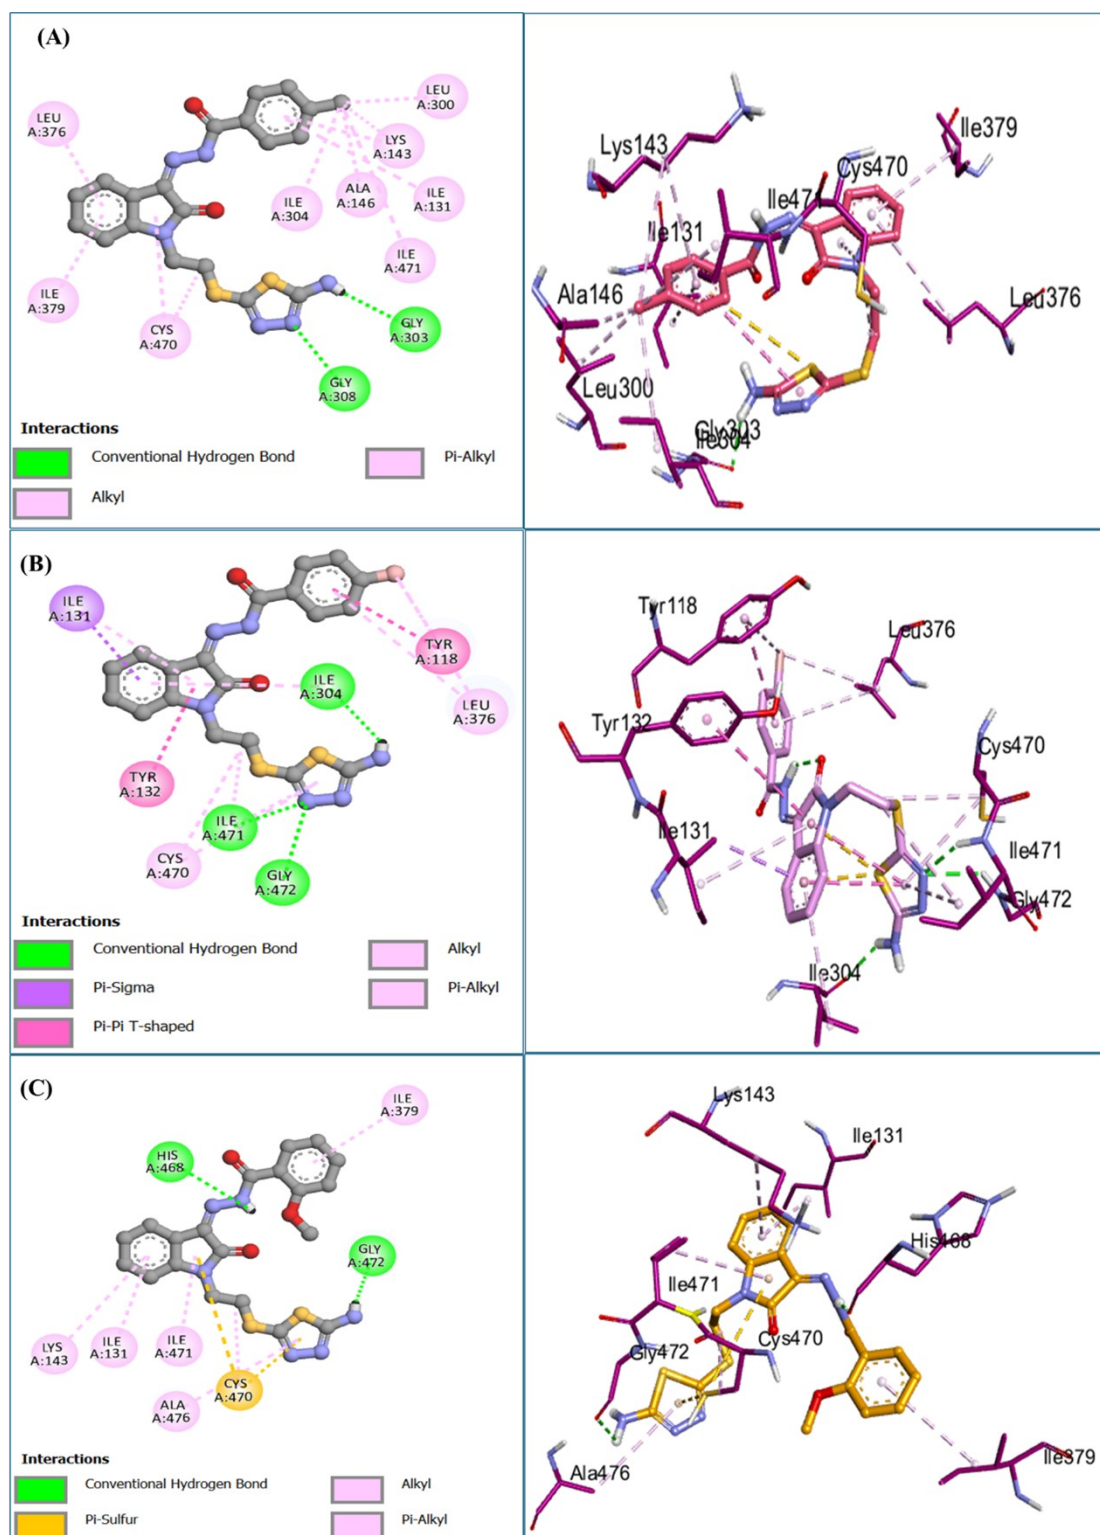 (A)
LEU
A:300
LEU
A:376
LYS
A:143
ILE
A:304
ALA
A:146
ILE
A:131
ILE
A:471
ILE
A:379
CYS
A:470
GLY
A:303
GLY
A:308
Interactions
Conventional Hydrogen Bond
Pi-Alkyl
Alkyl
Lys143
Ile379
Cys470
Ile471
Ile131
Ala146
Leu376
Leu300
Gly303
Ile304
(B)
ILE
A:131
TYR
A:118
ILE
A:304
LEU
A:376
TYR
A:132
ILE
A:471
CYS
A:470
GLY
A:472
Interactions
Conventional Hydrogen Bond
Alkyl
Pi-Sigma
Pi-Alkyl
Pi-Pi T-shaped
Tyr118
Leu376
Tyr132
Cys470
Ile131
Ile471
Gly472
Ile304
(C)
ILE
A:379
HIS
A:468
GLY
A:472
LYS
A:143
ILE
A:131
ILE
A:471
CYS
A:470
ALA
A:476
Interactions
Conventional Hydrogen Bond
Alkyl
Pi-Sulfur
Pi-Alkyl
Lys143
Ile131
His468
Ile471
Cys470
Gly472
Ala476
Ile379